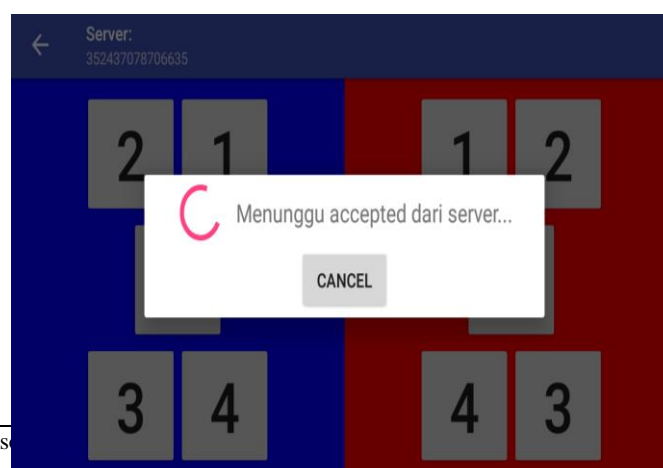 Server:
352437078706635
2 1 1 2
Menunggu accepted dari server...
CANCEL
3 4 4 3